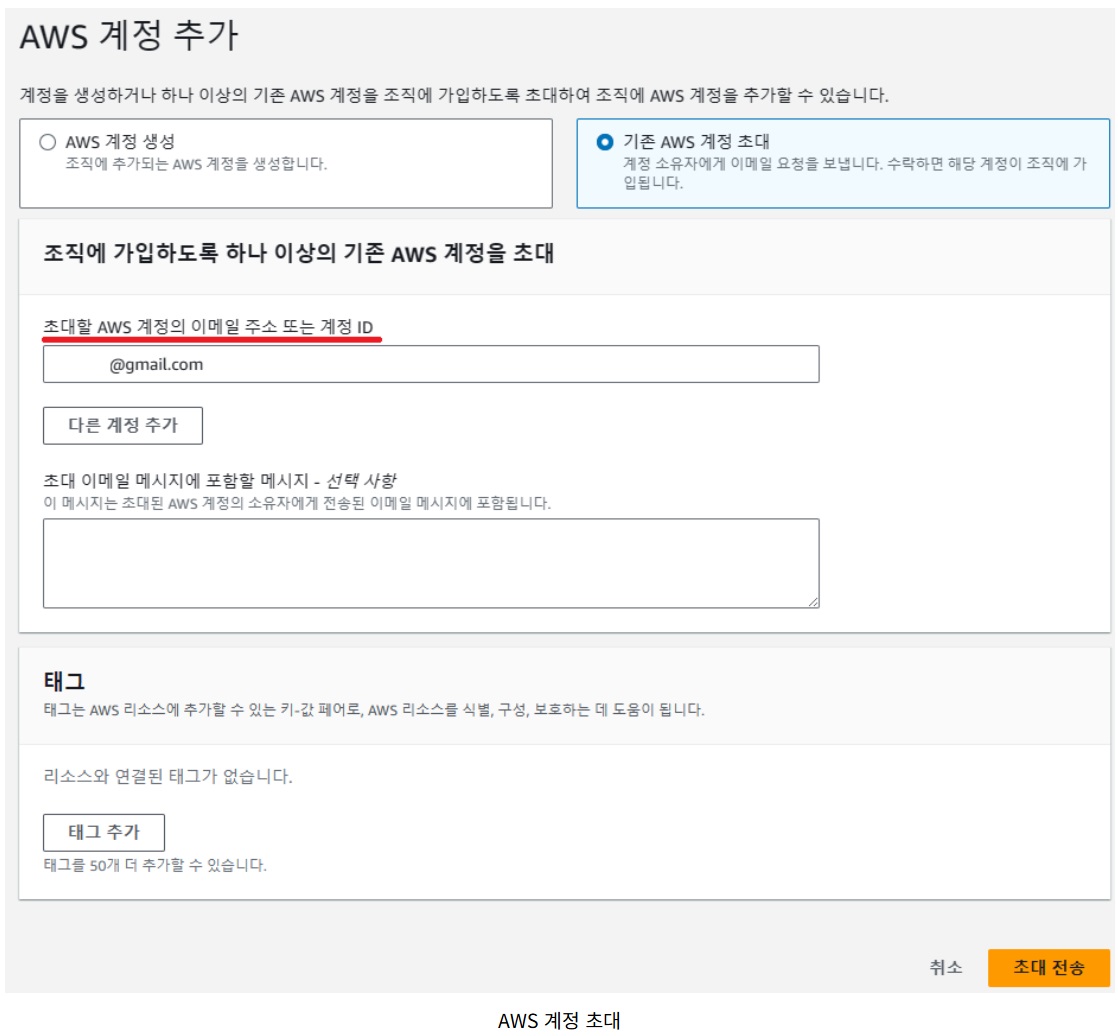 AWS 계정 추가
계정을 생성하거나 하나 이상의 기존 AWS 계정을 조직에 가입하도록 초대하여 조직에 AWS 계정을 추가할 수 있습니다.
AWS 계정 생성
조직에 추가되는 AWS 계정을 생성합니다.
기존 AWS 계정 초대
계정 소유자에게 이메일 요청을 보냅니다. 수락하면 해당 계정이 조직에 가
입됩니다.
조직에 가입하도록 하나 이상의 기존 AWS 계정을 초대
초대할 AWS 계정의 이메일 주소 또는 계정 ID
@gmail.com
다른 계정 추가
초대 이메일 메시지에 포함할 메시지 - 선택 사항
이 메시지는 초대된 AWS 계정의 소유자에게 전송된 이메일 메시지에 포함됩니다.
태그
태그는 AWS 리소스에 추가할 수 있는 키-값 페어로, AWS 리소스를 식별, 구성, 보호하는 데 도움이 됩니다.
리소스와 연결된 태그가 없습니다.
태그 추가
태그를 50개 더 추가할 수 있습니다.
취소
초대 전송
AWS 계정 초대